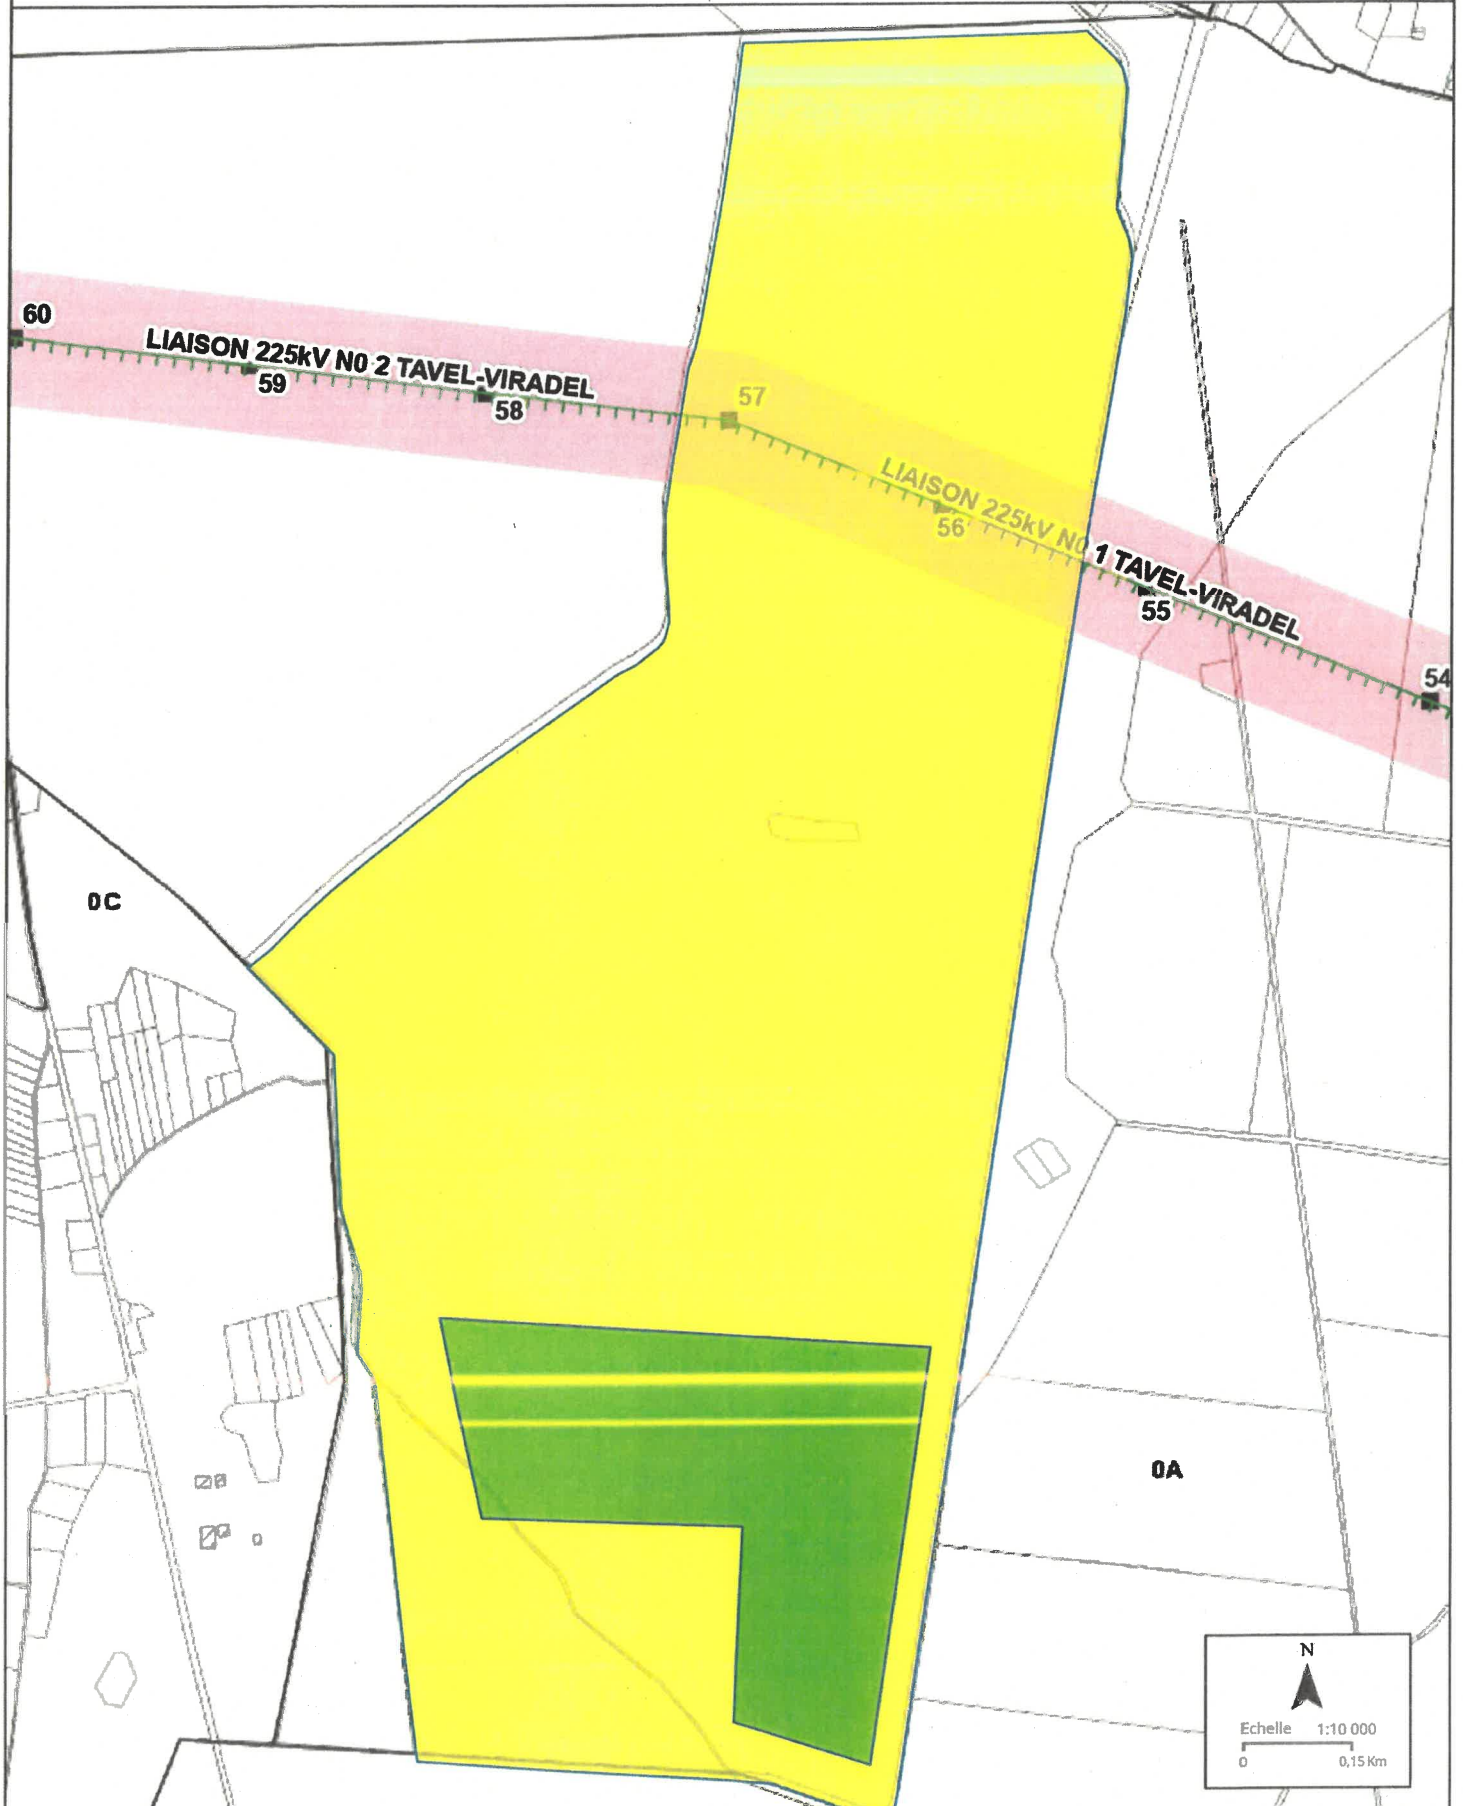 60
LIAISON 225kV N0 2 TAVEL-VIRADEL
59
58
57
LIAISON 225kV N0 1 TAVEL-VIRADEL
56
55
54
0C
0A
N
Echelle 1:10 000
0 0,15 Km